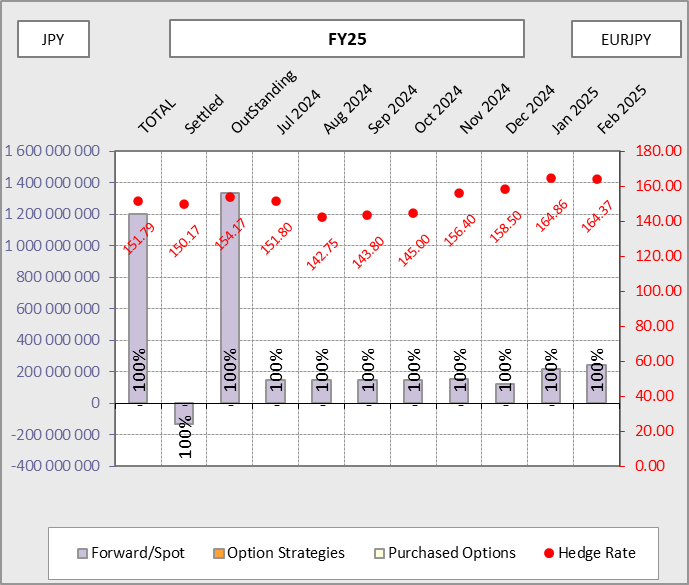 JPY
FY25
EURJPY
TOTAL
Settled
OutStanding
Jul 2024
Aug 2024
Sep 2024
Oct 2024
Nov 2024
Dec 2024
Jan 2025
Feb 2025
1 600 000 000
1 400 000 000
1 200 000 000
1 000 000 000
800 000 000
600 000 000
400 000 000
200 000 000
0
-200 000 000
-400 000 000
180.00
160.00
140.00
120.00
100.00
80.00
60.00
40.00
20.00
0.00
151.79
150.17
154.17
151.80
142.75
143.80
145.00
156.40
158.50
164.86
164.37
100%
100%
100%
100%
100%
100%
100%
100%
100%
100%
100%
Forward/Spot
Option Strategies
Purchased Options
Hedge Rate